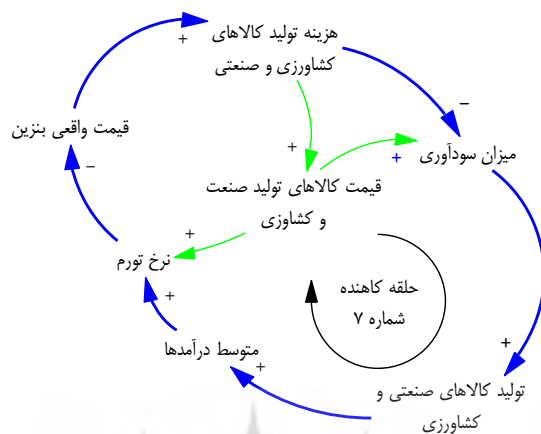 هزینه تولید کالاهای
کشاورزی و صنعتی
+
−
قیمت واقعی بنزین
+
+
میزان سودآوری
−
قیمت کالاهای تولید صنعت
و کشاوزی
+
نرخ تورم
+
حلقه کاهنده
شماره ۷
متوسط درآمدها
+
+
تولید کالاهای صنعتی و
کشاورزی